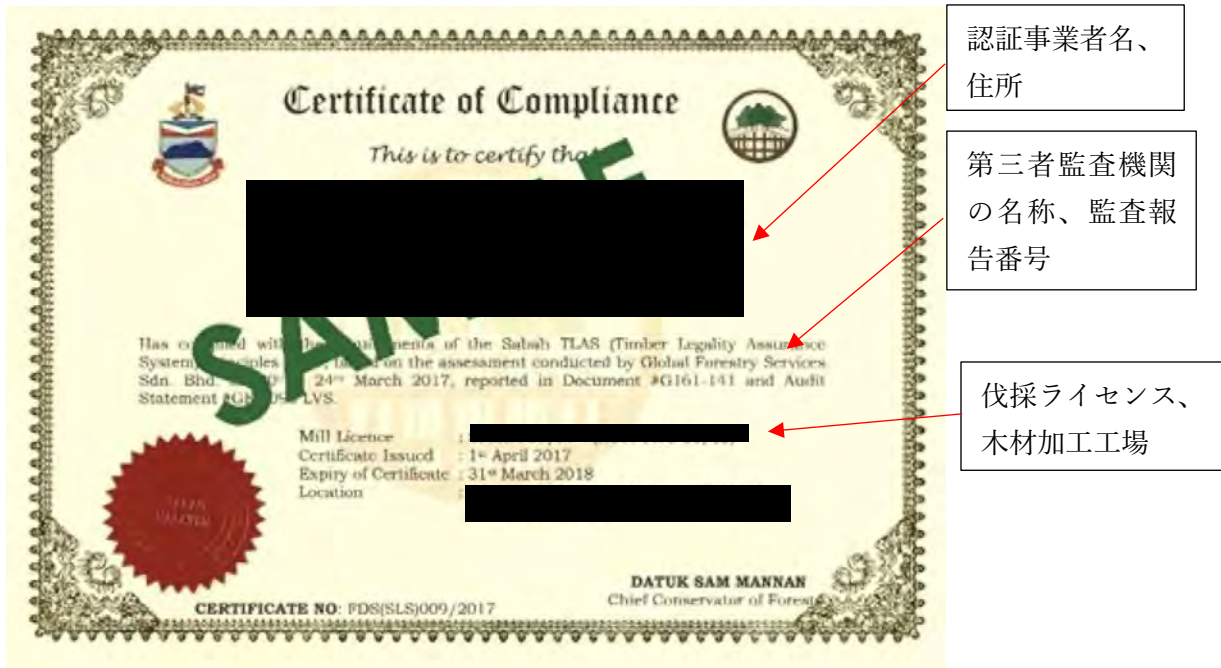 Certificate of Compliance
This is to certify that
SAMPLE
Has with the of the Sabah TLAS (Timber Legality Assurance
System) on the assessment conducted by Global Forestry Services
Sdn. Bhd. 24th March 2017, reported in Document #G161-141 and Audit
Statement LVS.
Mill Licence :
Certificate Issued : 1st April 2017
Expiry of Certificate : 31st March 2018
Location :
DATUK SAM MANNAN
Chief Conservator of Forests
CERTIFICATE NO: FDS(SLS)009/2017
認証事業者名、
住所
第三者監査機関
の名称、監査報
告番号
伐採ライセンス、
木材加工工場